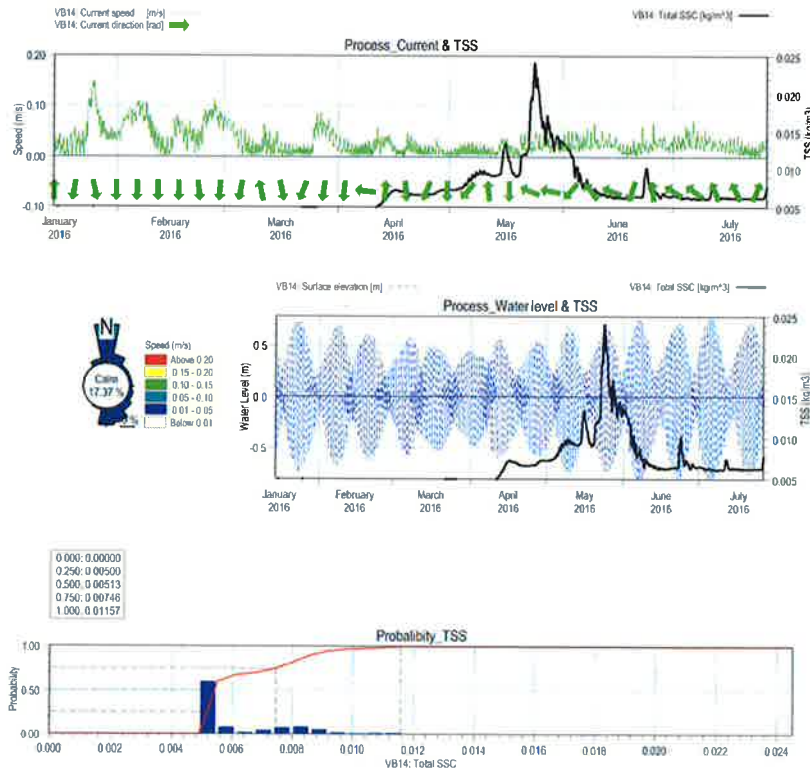 VB14: Current speed [m/s]
VB14: Current direction [rad]
VB14: Total SSC [kg/m^3]
Process_Current & TSS
0.20
0.10
0.00
-0.10
Speed (m/s)
0.025
0.020
0.015
0.010
0.005
TSS (kg/m3)
January 2016
February 2016
March 2016
April 2016
May 2016
June 2016
July 2016
VB14: Surface elevation [m]
VB14: Total SSC [kg/m^3]
Process_Water level & TSS
N
Calm
17.37 %
Speed (m/s)
Above 0.20
0.15 - 0.20
0.10 - 0.15
0.05 - 0.10
0.01 - 0.05
Below 0.01
0.5
0.0
-0.5
Water Level (m)
0.025
0.020
0.015
0.010
0.005
TSS (kg/m3)
January 2016
February 2016
March 2016
April 2016
May 2016
June 2016
July 2016
0.000: 0.00000
0.250: 0.00500
0.500: 0.00513
0.750: 0.00746
1.000: 0.01157
Probalibity_TSS
1.00
0.50
0.00
Probability
0.000 0.002 0.004 0.006 0.008 0.010 0.012 0.014 0.016 0.018 0.020 0.022 0.024
VB14: Total SSC